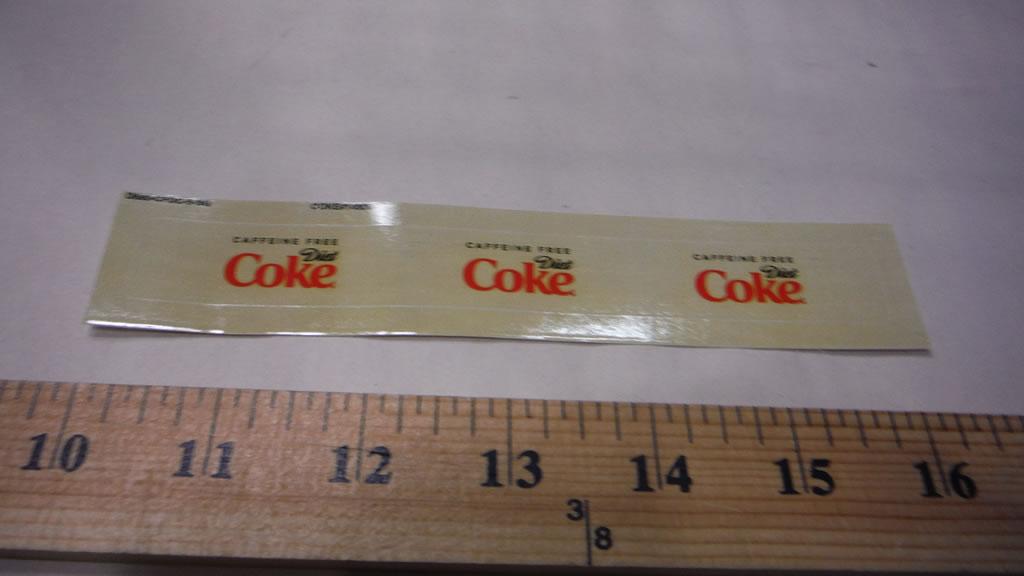 CAFFEINE FREE
Diet
Coke
CAFFEINE FREE
Diet
Coke
CAFFEINE FREE
Diet
Coke
10 11 12 13 14 15 16
3
8